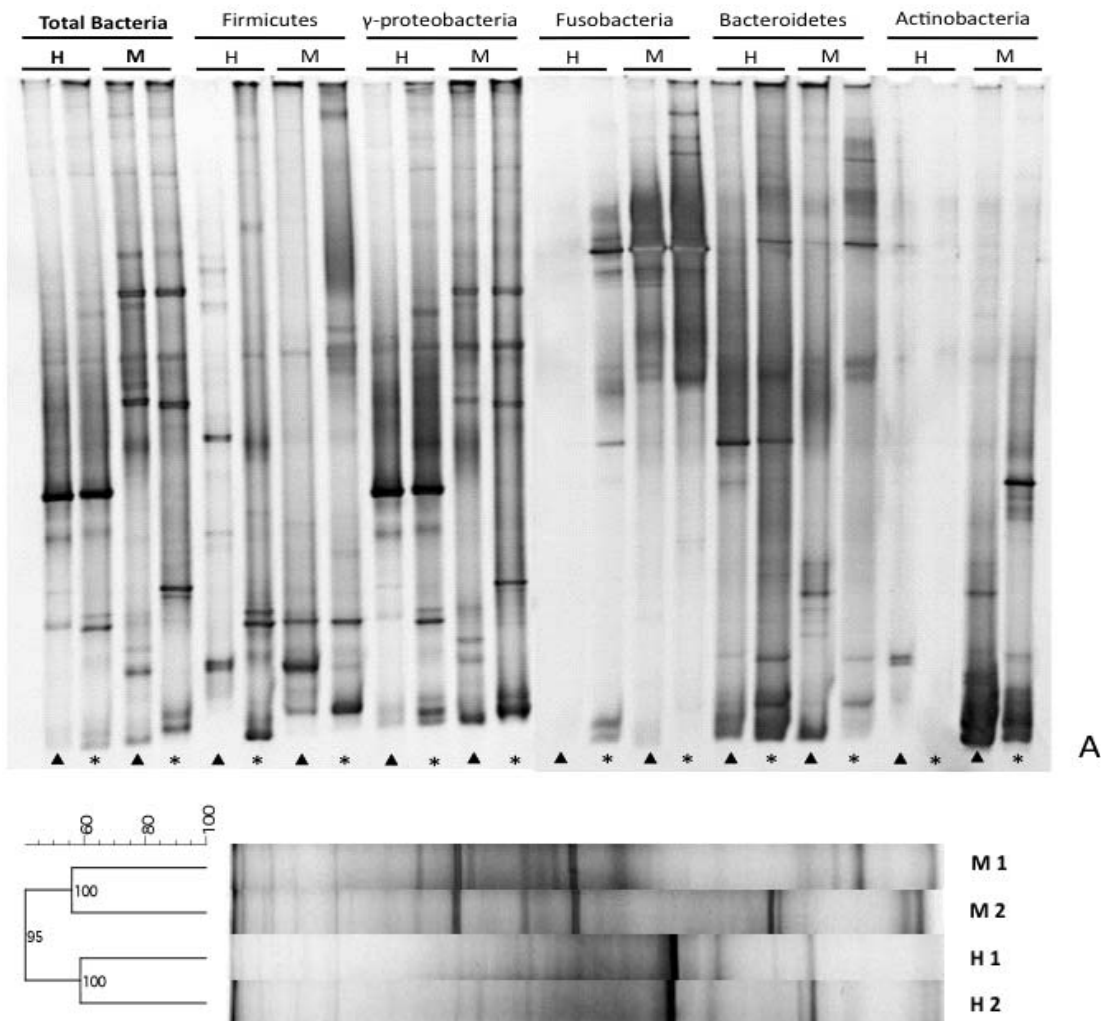 Total Bacteria Firmicutes γ-proteobacteria Fusobacteria Bacteroidetes Actinobacteria
H M H M H M H M H M H M
▲ * ▲ * ▲ * ▲ * ▲ * ▲ * ▲ * ▲ * ▲ * ▲ * ▲ * ▲ *
A
60 80 100
M 1
100
M 2
95
H 1
100
H 2